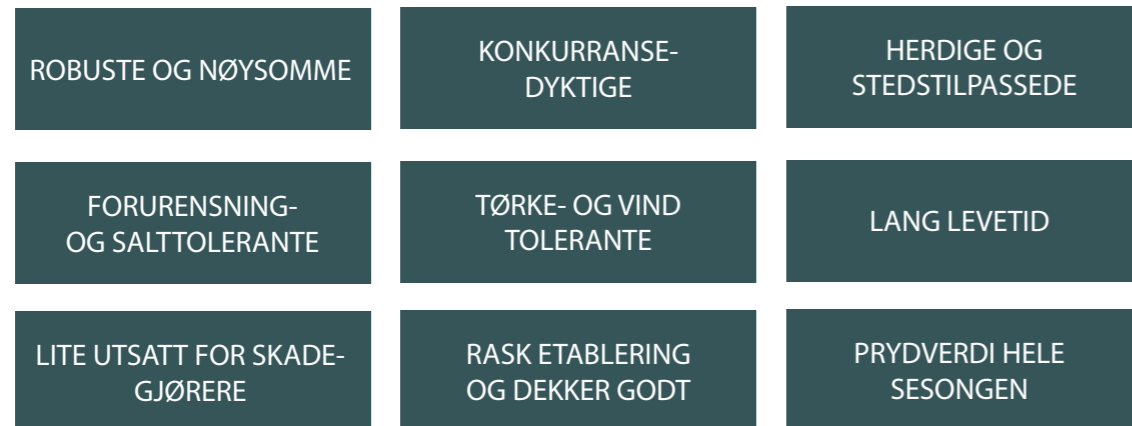 ROBUSTE OG NØYSOMME
KONKURRANSE-
DYKTIGE
HERDIGE OG
STEDSTILPASSEDE
FORURENSNING-
OG SALTTOLERANTE
TØRKE- OG VIND
TOLERANTE
LANG LEVETID
LITE UTSATT FOR SKADE-
GJØRERE
RASK ETABLERING
OG DEKKER GODT
PRYDVERDI HELE
SESONGEN